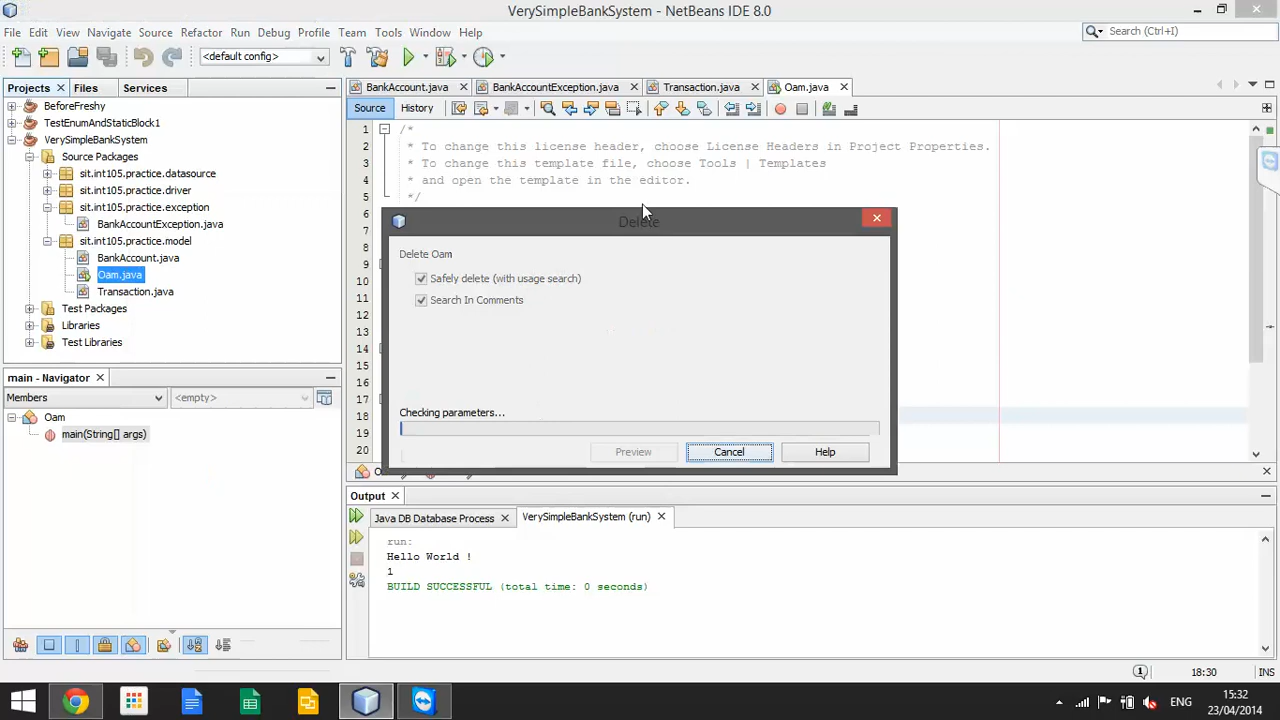 VerySimpleBankSystem - NetBeans IDE 8.0
File Edit View Navigate Source Refactor Run Debug Profile Team Tools Window Help
Search (Ctrl+I)
<default config>
Projects Files Services
BankAccount.java BankAccountException.java Transaction.java Oam.java
Source History
BeforeFreshy
TestEnumAndStaticBlock1
VerySimpleBankSystem
Source Packages
sit.int105.practice.datasource
sit.int105.practice.driver
sit.int105.practice.exception
BankAccountException.java
sit.int105.practice.model
BankAccount.java
Oam.java
Transaction.java
Test Packages
Libraries
Test Libraries
1 /*
2 * To change this license header, choose License Headers in Project Properties.
3 * To change this template file, choose Tools | Templates
4 * and open the template in the editor.
5 */
6
7
8
9
10
11
12
13
14
15
16
17
18
19
20
Delete
Delete Oam
Safely delete (with usage search)
Search In Comments
Checking parameters...
Preview Cancel Help
main - Navigator
Members <empty>
Oam
main(String[] args)
Output
Java DB Database Process VerySimpleBankSystem (run)
run:
Hello World !
1
BUILD SUCCESSFUL (total time: 0 seconds)
1 18:30 INS
ENG 15:32
23/04/2014